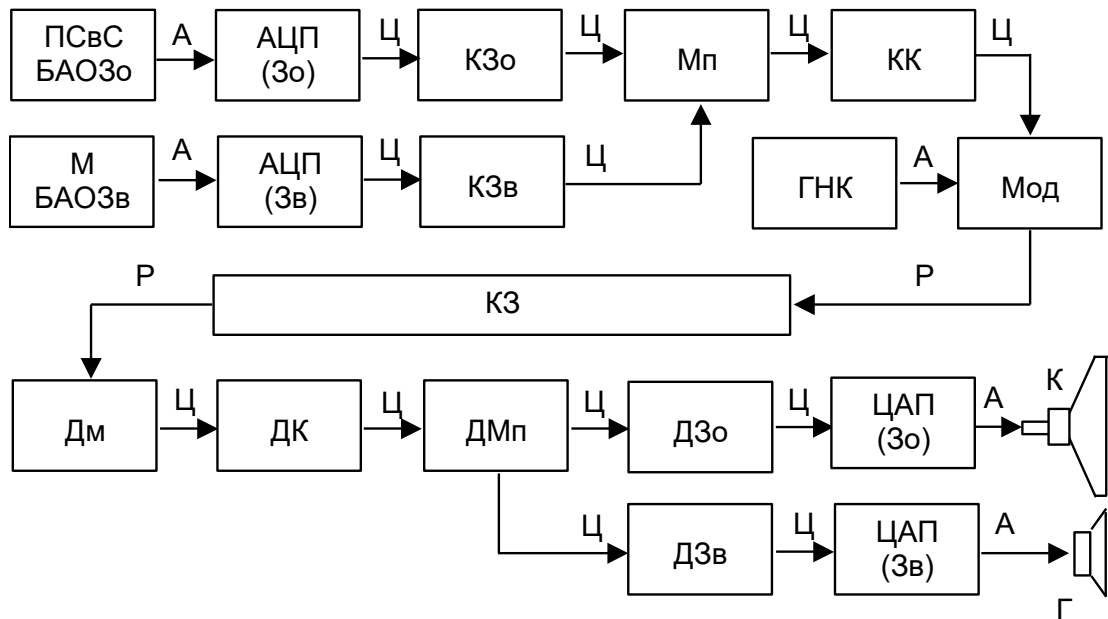 ПСвС
БАОЗо
А
АЦП
(Зо)
Ц
КЗо
Ц
Мп
Ц
КК
Ц
М
БАОЗв
А
АЦП
(Зв)
Ц
КЗв
Ц
ГНК
А
Мод
Р
КЗ
Р
Дм
Ц
ДК
Ц
ДМп
Ц
ДЗо
Ц
ЦАП
(Зо)
А
К
Ц
ДЗв
Ц
ЦАП
(Зв)
А
Г